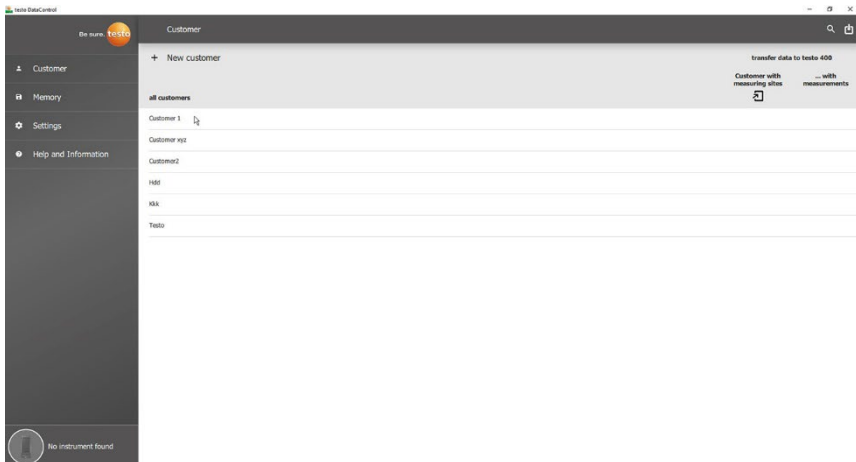 testo DataControl
Be sure. testo
Customer
Customer
Memory
Settings
Help and Information
No instrument found
+ New customer
transfer data to testo 400
Customer with
measuring sites
... with
measurements
all customers
Customer 1
Customer xyz
Customer2
Hdd
Kkk
Testo